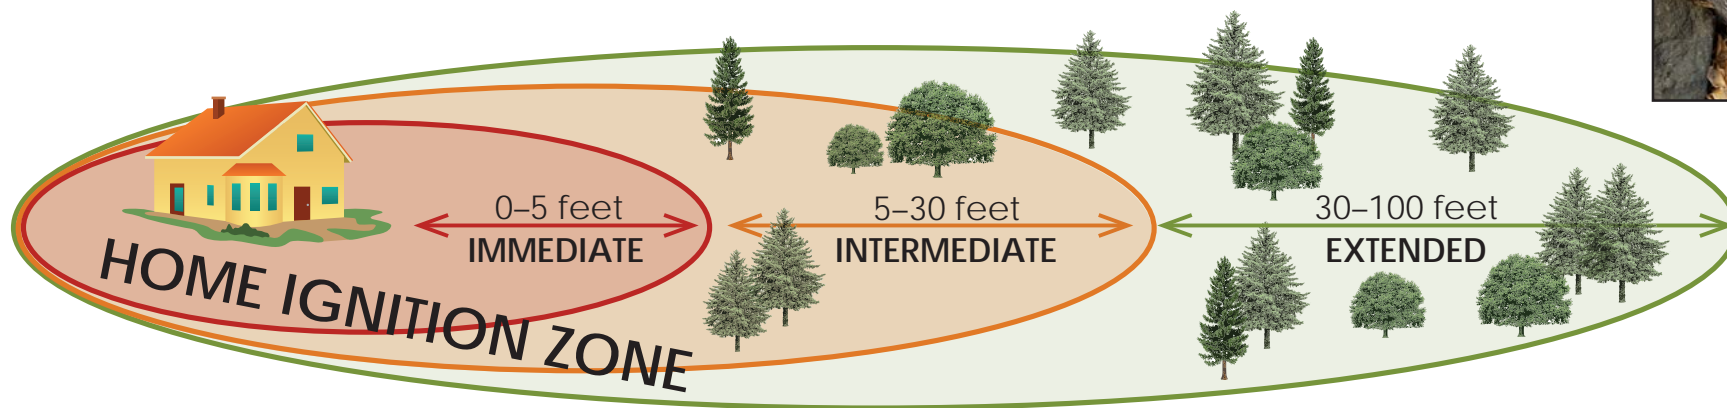 0–5 feet
IMMEDIATE
5–30 feet
INTERMEDIATE
30–100 feet
EXTENDED
HOME IGNITION ZONE